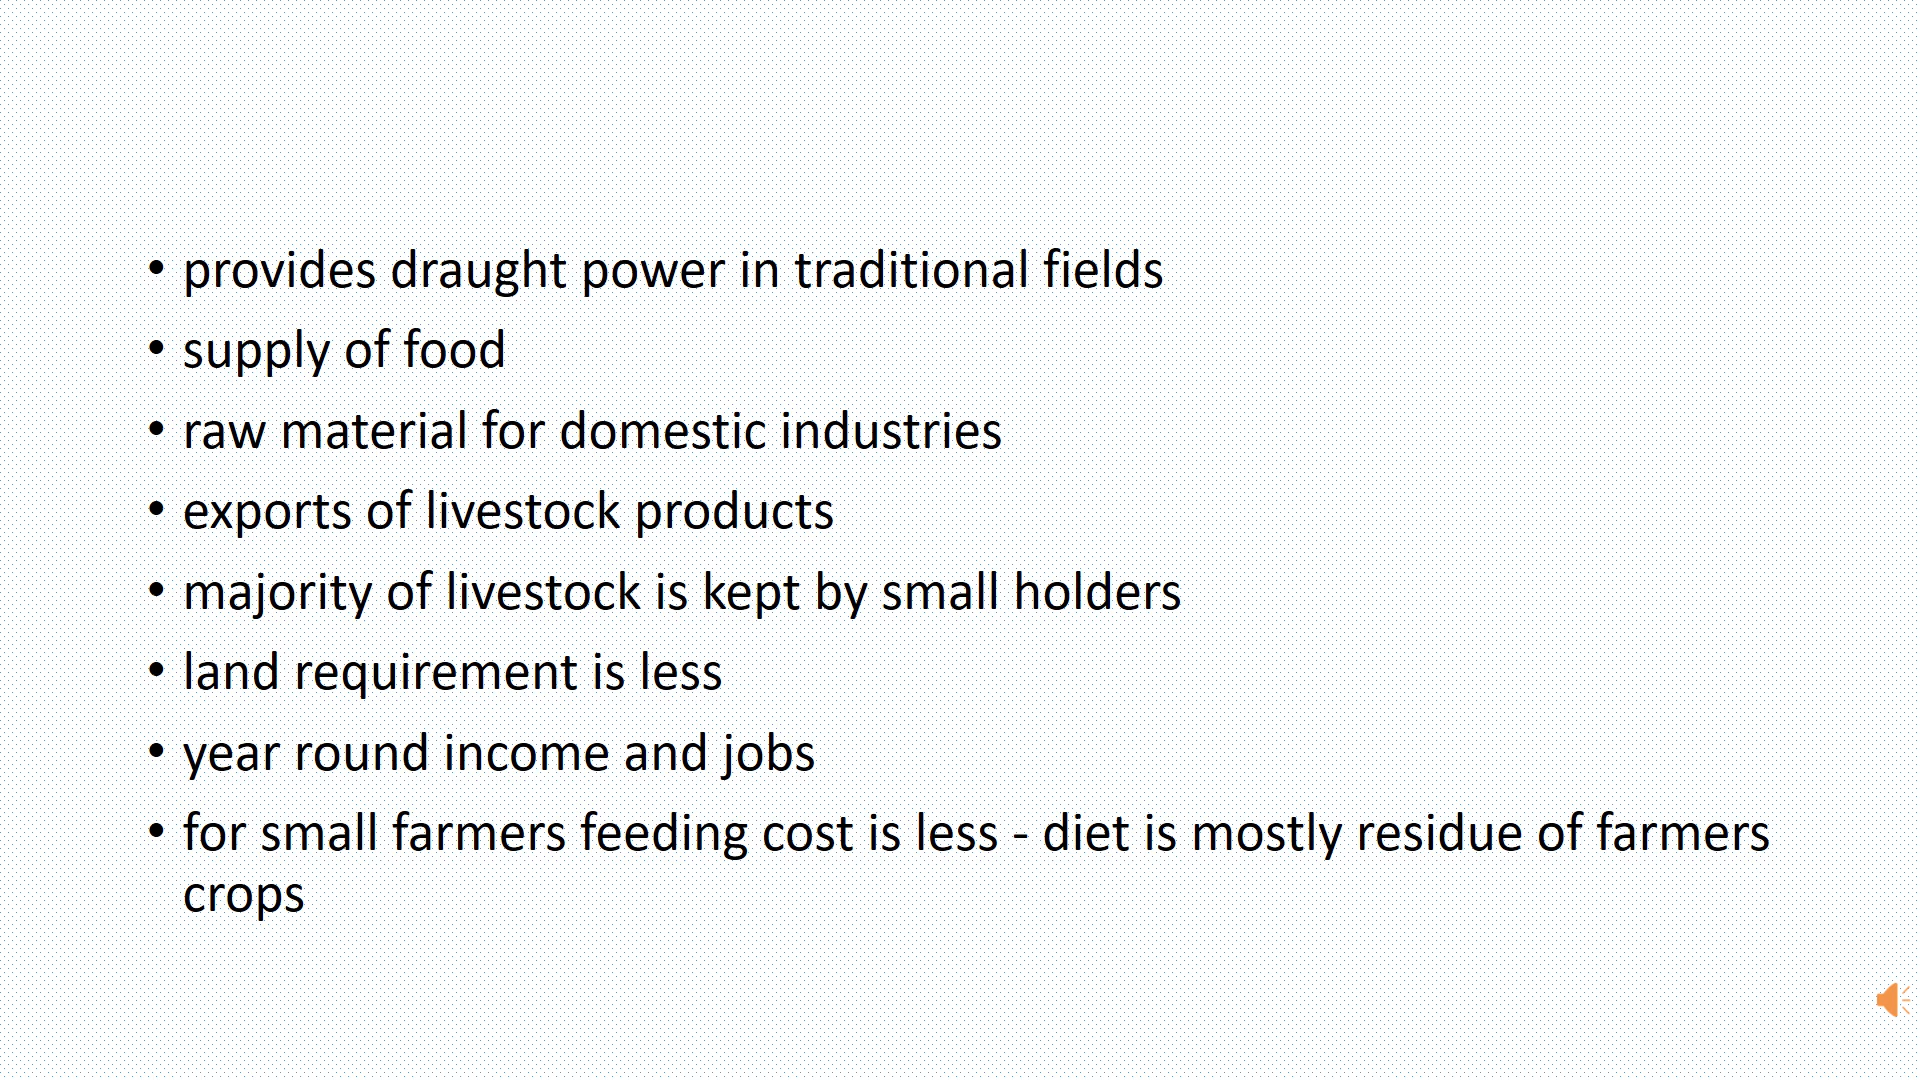 • provides draught power in traditional fields
• supply of food
• raw material for domestic industries
• exports of livestock products
• majority of livestock is kept by small holders
• land requirement is less
• year round income and jobs
• for small farmers feeding cost is less - diet is mostly residue of farmers
crops